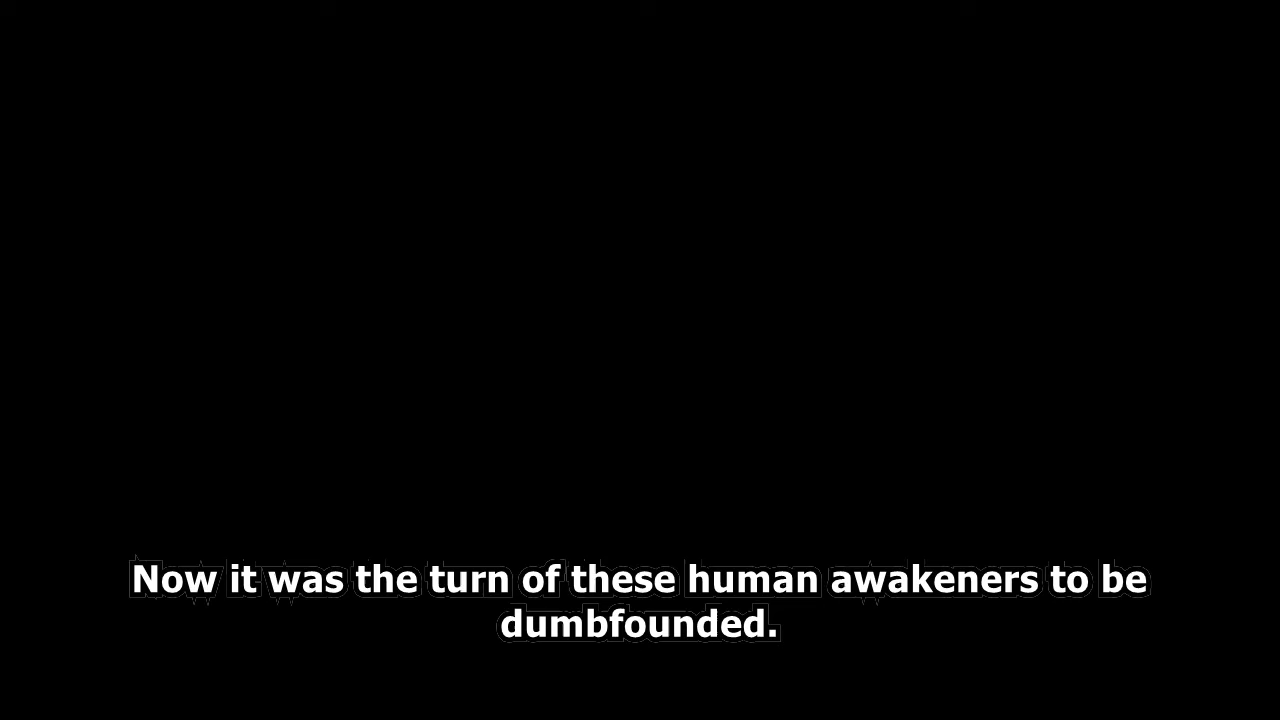 Now it was the turn of these human awakeners to be
dumbfounded.